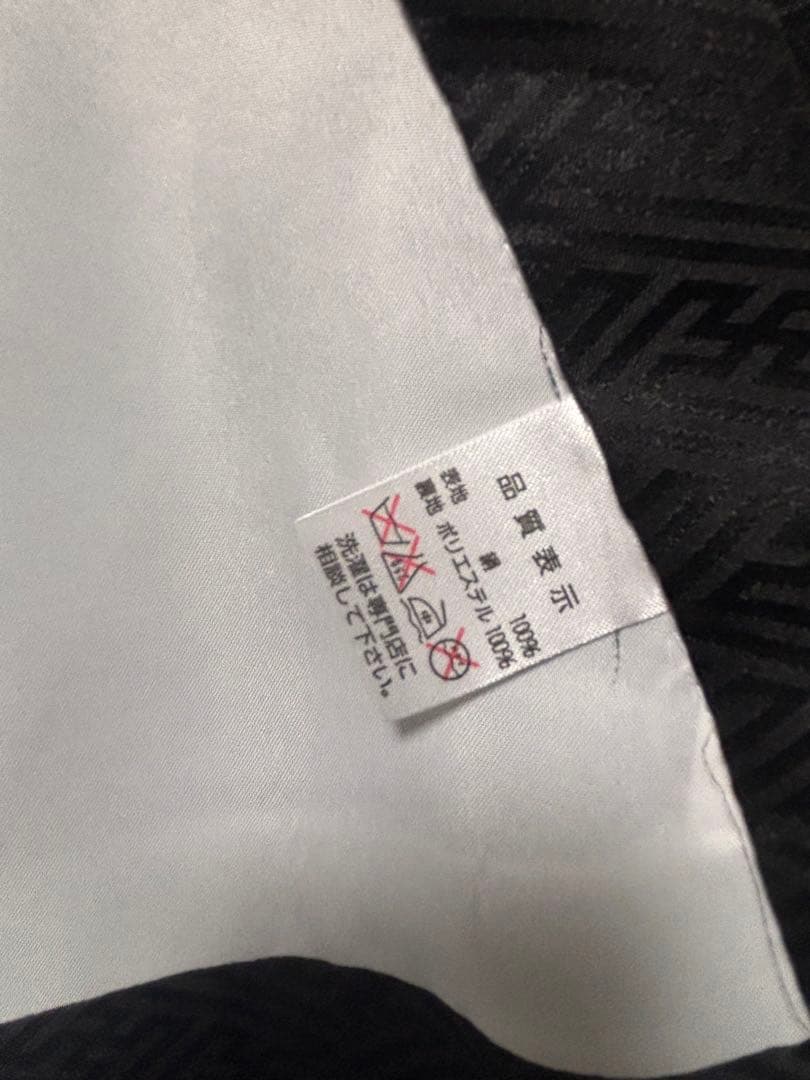 品質表示
表地 絹 100%
裏地 ポリエステル 100%
中
洗濯は専門店に
相談して下さい。